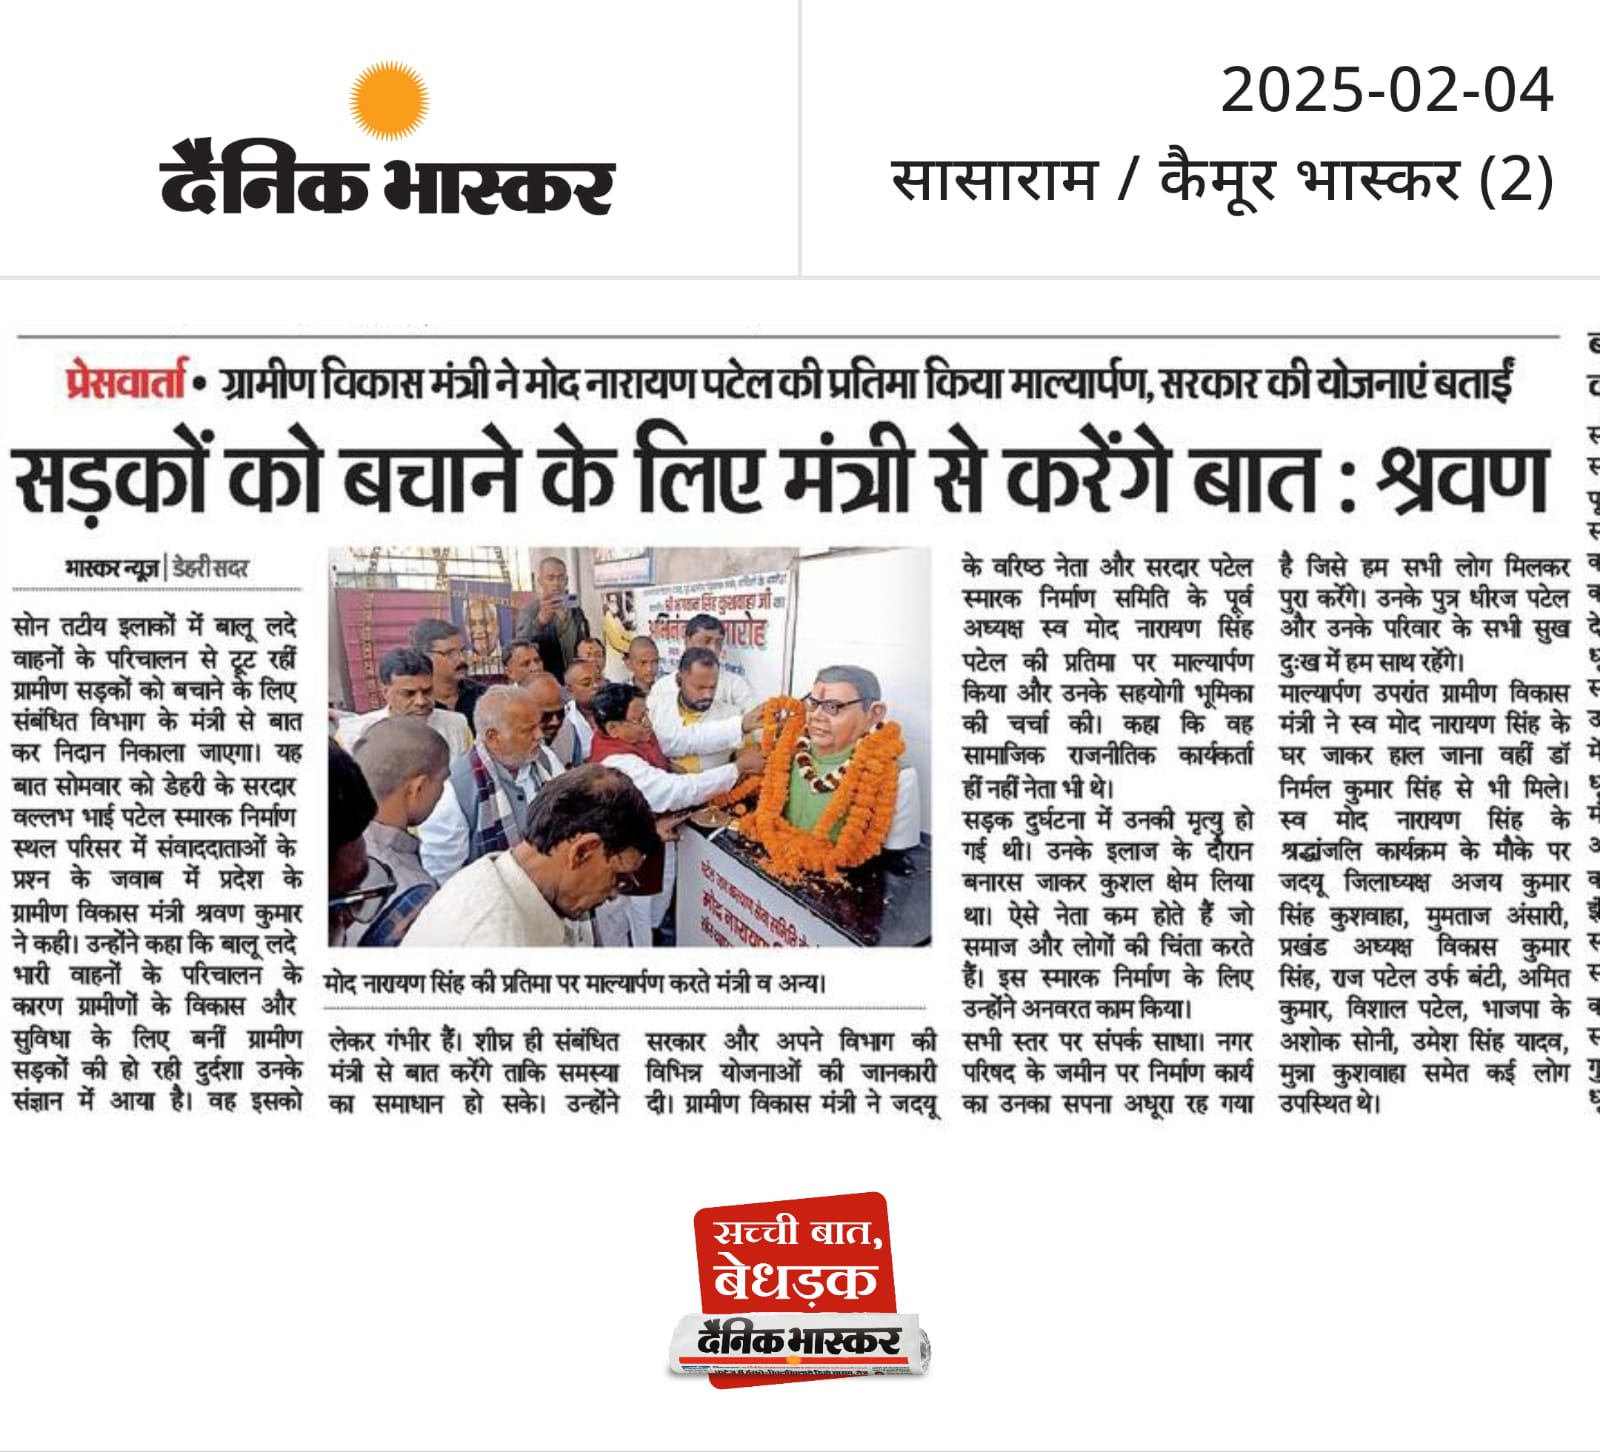 दैनिक भास्कर
2025-02-04
सासाराम / कैमूर भास्कर (2)
प्रेसवार्ता • ग्रामीण विकास मंत्री ने मोद नारायण पटेल की प्रतिमा किया माल्यार्पण, सरकार की योजनाएं बताईं
सड़कों को बचाने के लिए मंत्री से करेंगे बात : श्रवण
भास्कर न्यूज | डेहरी सदर
सोन तटीय इलाकों में बालू लदे
वाहनों के परिचालन से टूट रहीं
ग्रामीण सड़कों को बचाने के लिए
संबंधित विभाग के मंत्री से बात
कर निदान निकाला जाएगा। यह
बात सोमवार को डेहरी के सरदार
वल्लभ भाई पटेल स्मारक निर्माण
स्थल परिसर में संवाददाताओं के
प्रश्न के जवाब में प्रदेश के
ग्रामीण विकास मंत्री श्रवण कुमार
ने कही। उन्होंने कहा कि बालू लदे
भारी वाहनों के परिचालन के
कारण ग्रामीणों के विकास और
सुविधा के लिए बनीं ग्रामीण
सड़कों की हो रही दुर्दशा उनके
संज्ञान में आया है। वह इसको
श्री भगवान सिंह कुशवाहा जी का
मोद नारायण सिंह की प्रतिमा पर माल्यार्पण करते मंत्री व अन्य।
लेकर गंभीर हैं। शीघ्र ही संबंधित
मंत्री से बात करेंगे ताकि समस्या
का समाधान हो सके। उन्होंने
सरकार और अपने विभाग की
विभिन्न योजनाओं की जानकारी
दी। ग्रामीण विकास मंत्री ने जदयू
के वरिष्ठ नेता और सरदार पटेल
स्मारक निर्माण समिति के पूर्व
अध्यक्ष स्व मोद नारायण सिंह
पटेल की प्रतिमा पर माल्यार्पण
किया और उनके सहयोगी भूमिका
की चर्चा की। कहा कि वह
सामाजिक राजनीतिक कार्यकर्ता
हीं नहीं नेता भी थे।
सड़क दुर्घटना में उनकी मृत्यु हो
गई थी। उनके इलाज के दौरान
बनारस जाकर कुशल क्षेम लिया
था। ऐसे नेता कम होते हैं जो
समाज और लोगों की चिंता करते
हैं। इस स्मारक निर्माण के लिए
उन्होंने अनवरत काम किया।
सभी स्तर पर संपर्क साधा। नगर
परिषद के जमीन पर निर्माण कार्य
का उनका सपना अधूरा रह गया
है जिसे हम सभी लोग मिलकर
पुरा करेंगे। उनके पुत्र धीरज पटेल
और उनके परिवार के सभी सुख
दुःख में हम साथ रहेंगे।
माल्यार्पण उपरांत ग्रामीण विकास
मंत्री ने स्व मोद नारायण सिंह के
घर जाकर हाल जाना वहीं डॉ
निर्मल कुमार सिंह से भी मिले।
स्व मोद नारायण सिंह के
श्रद्धांजलि कार्यक्रम के मौके पर
जदयू जिलाध्यक्ष अजय कुमार
सिंह कुशवाहा, मुमताज अंसारी,
प्रखंड अध्यक्ष विकास कुमार
सिंह, राज पटेल उर्फ बंटी, अमित
कुमार, विशाल पटेल, भाजपा के
अशोक सोनी, उमेश सिंह यादव,
मुन्ना कुशवाहा समेत कई लोग
उपस्थित थे।
सच्ची बात,
बेधड़क
दैनिक भास्कर